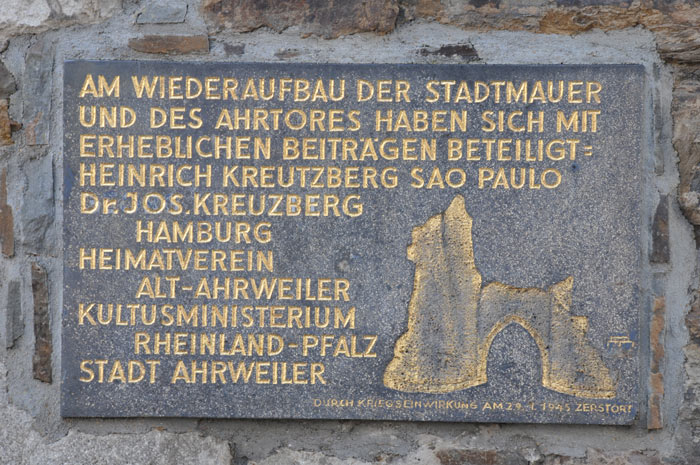 AM WIEDERAUFBAU DER STADTMAUER
UND DES AHRTORES HABEN SICH MIT
ERHEBLICHEN BEITRÄGEN BETEILIGT:
HEINRICH KREUTZBERG SAO PAULO
Dr. JOS. KREUZBERG
HAMBURG
HEIMATVEREIN
ALT-AHRWEILER
KULTUSMINISTERIUM
RHEINLAND-PFALZ
STADT AHRWEILER
DURCH KRIEGSEINWIRKUNG AM 29.1.1945 ZERSTÖRT